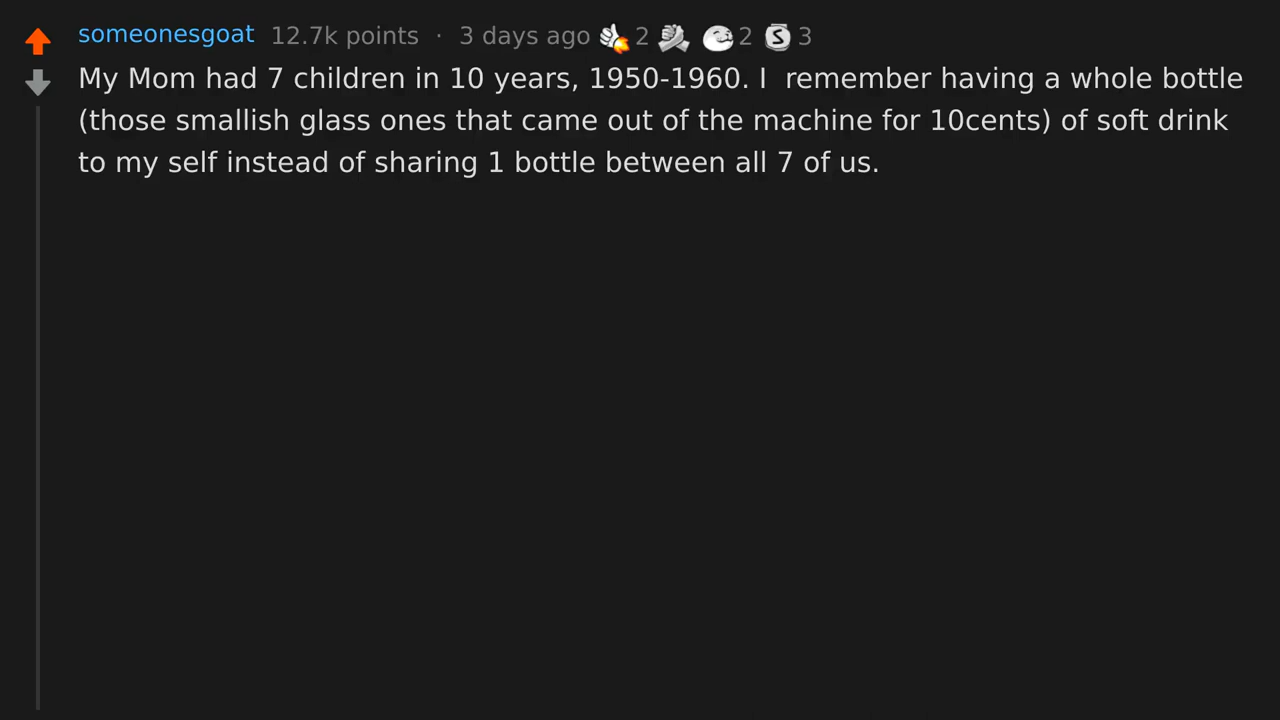 someonesgoat 12.7k points · 3 days ago 2 2 S 3
My Mom had 7 children in 10 years, 1950-1960. I  remember having a whole bottle
(those smallish glass ones that came out of the machine for 10cents) of soft drink
to my self instead of sharing 1 bottle between all 7 of us.